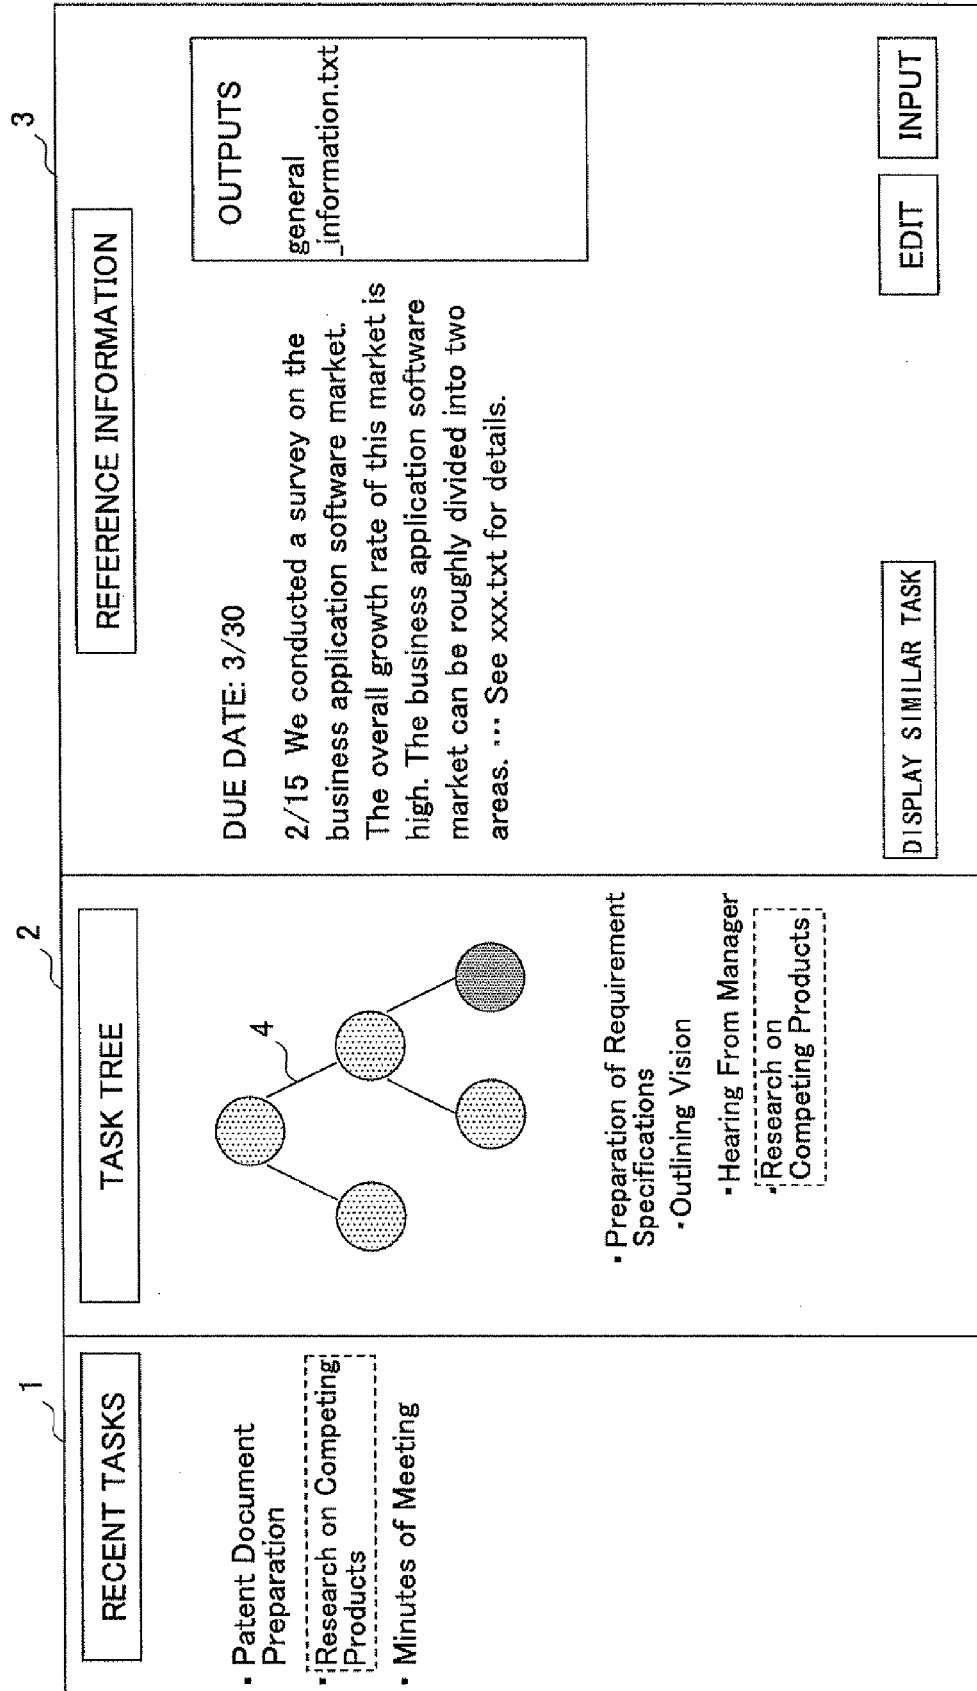 1
RECENT TASKS
・Patent Document
Preparation
・Research on Competing
Products
・Minutes of Meeting
2
TASK TREE
4
・Preparation of Requirement
Specifications
・Outlining Vision
・Hearing From Manager
・Research on
Competing Products
3
REFERENCE INFORMATION
DUE DATE: 3/30
2/15 We conducted a survey on the
business application software market.
The overall growth rate of this market is
high. The business application software
market can be roughly divided into two
areas. ... See xxx.txt for details.
OUTPUTS
general
_information.txt
DISPLAY SIMILAR TASK
EDIT
INPUT